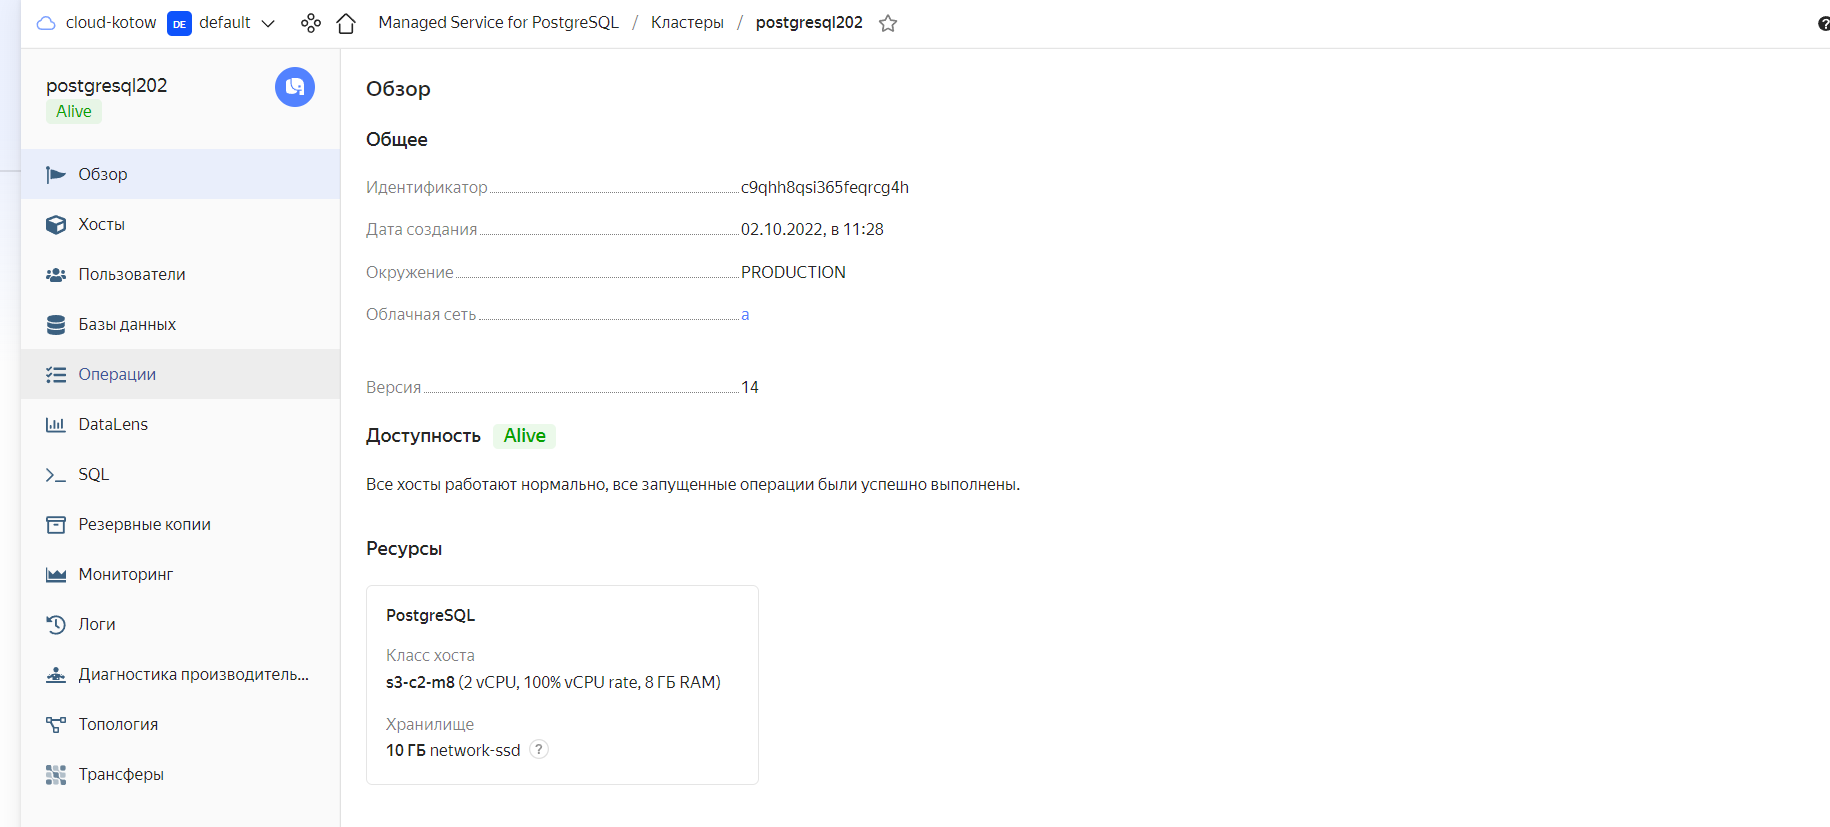 cloud-kotow DE default Managed Service for PostgreSQL / Кластеры / postgresql202
postgresql202
Alive
Обзор
Хосты
Пользователи
Базы данных
Операции
DataLens
SQL
Резервные копии
Мониторинг
Логи
Диагностика производитель...
Топология
Трансферы
Обзор
Общее
Идентификатор c9qhh8qsi365feqrcg4h
Дата создания 02.10.2022, в 11:28
Окружение PRODUCTION
Облачная сеть a
Версия 14
Доступность Alive
Все хосты работают нормально, все запущенные операции были успешно выполнены.
Ресурсы
PostgreSQL
Класс хоста
s3-c2-m8 (2 vCPU, 100% vCPU rate, 8 ГБ RAM)
Хранилище
10 ГБ network-ssd ?